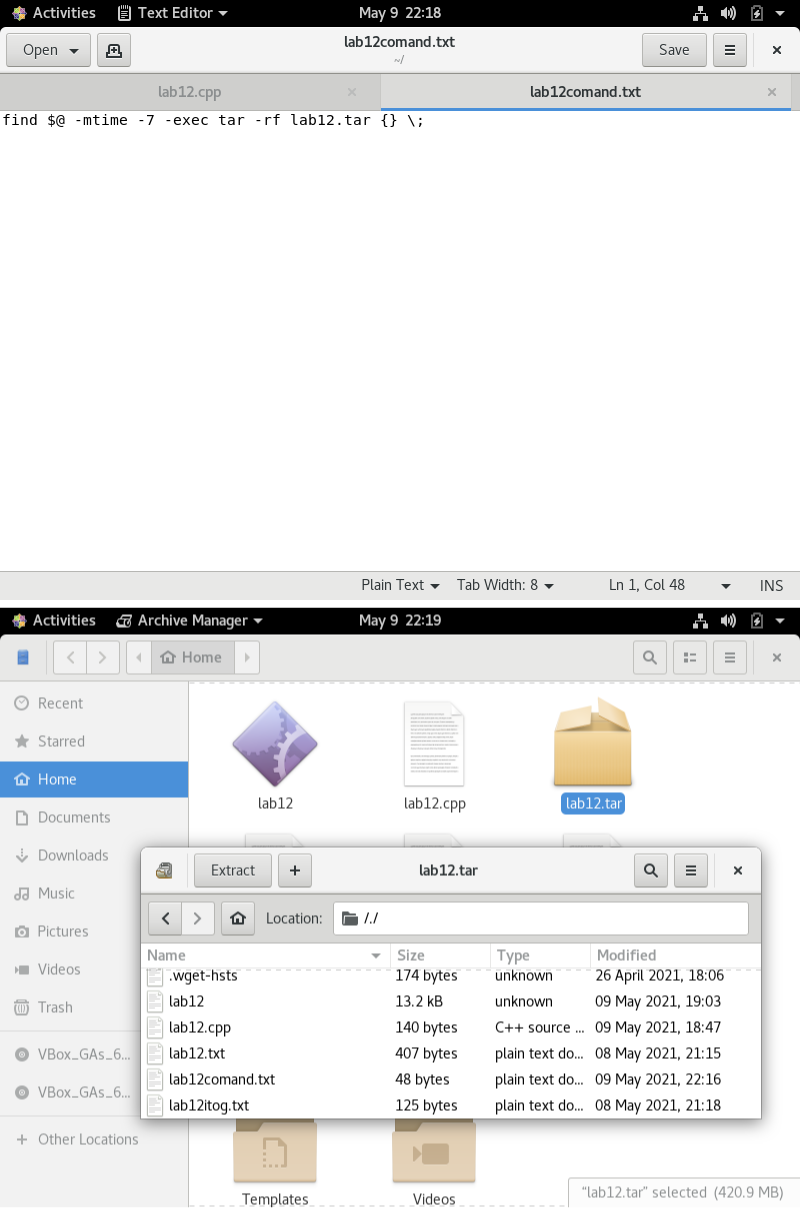 Activities Text Editor May 9 22:18
Open lab12comand.txt Save
~/
lab12.cpp lab12comand.txt
find $@ -mtime -7 -exec tar -rf lab12.tar {} \;
Plain Text Tab Width: 8 Ln 1, Col 48 INS
Activities Archive Manager May 9 22:19
Home
Recent
Starred
Home
Documents
Downloads
Music
Pictures
Videos
Trash
VBox_GAs_6...
VBox_GAs_6...
Other Locations
lab12 lab12.cpp lab12.tar
Extract lab12.tar
Location: /./
Name Size Type Modified
.wget-hsts 174 bytes unknown 26 April 2021, 18:06
lab12 13.2 kB unknown 09 May 2021, 19:03
lab12.cpp 140 bytes C++ source ... 09 May 2021, 18:47
lab12.txt 407 bytes plain text do... 08 May 2021, 21:15
lab12comand.txt 48 bytes plain text do... 09 May 2021, 22:16
lab12itog.txt 125 bytes plain text do... 08 May 2021, 21:18
Templates Videos
“lab12.tar” selected (420.9 MB)